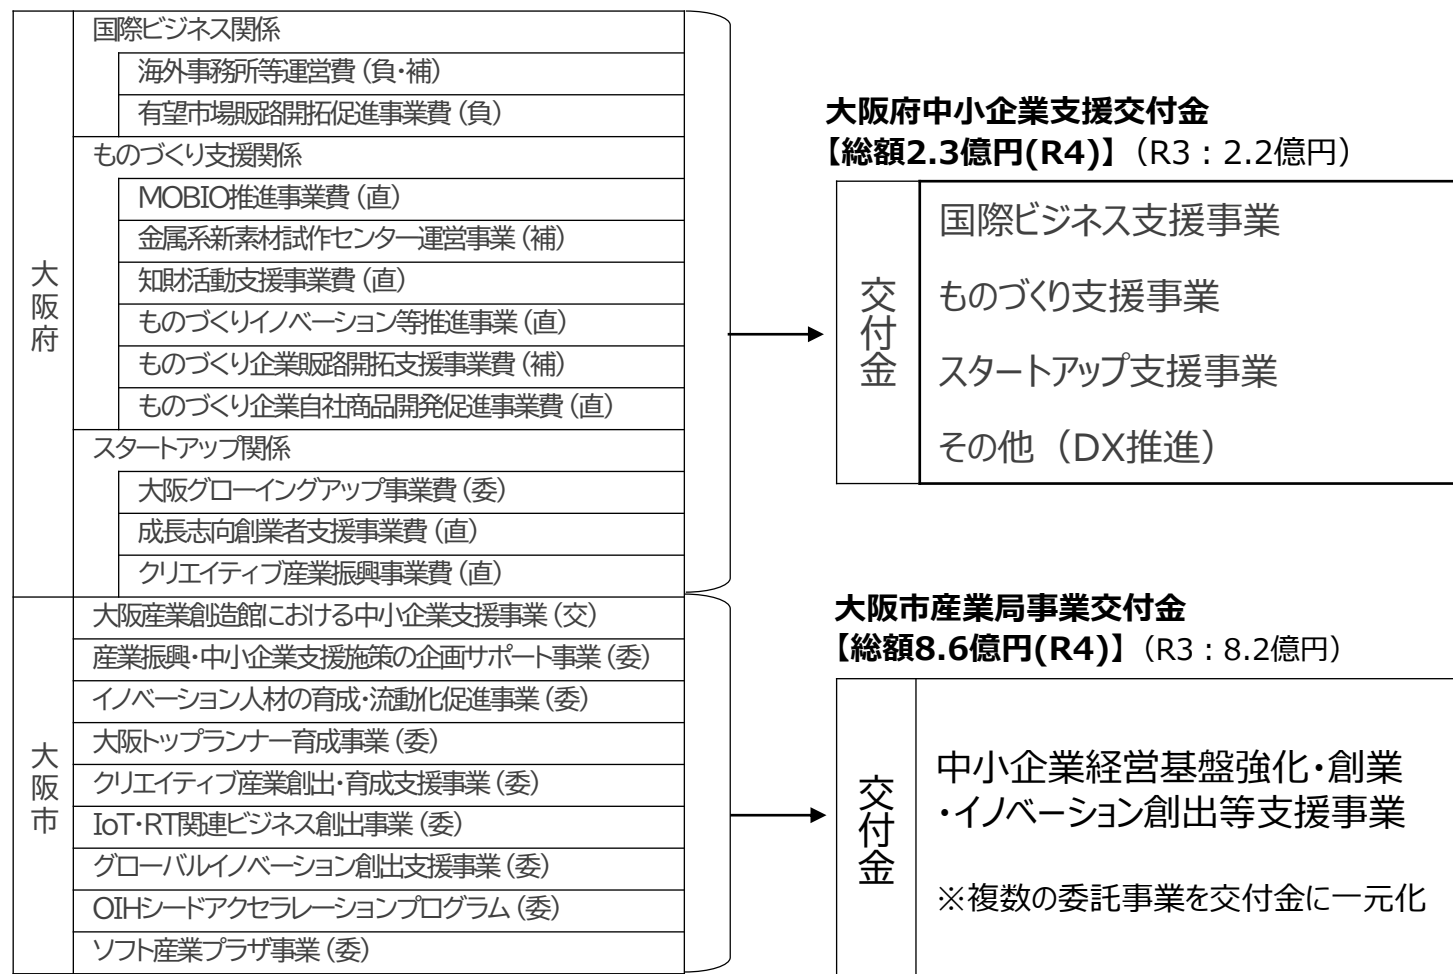 大阪府
国際ビジネス関係
海外事務所等運営費（負・補）
有望市場販路開拓促進事業費（負）
ものづくり支援関係
MOBIO推進事業費（直）
金属系新素材試作センター運営事業（補）
知財活動支援事業費（直）
ものづくりイノベーション等推進事業（直）
ものづくり企業販路開拓支援事業費（補）
ものづくり企業自社商品開発促進事業費（直）
スタートアップ関係
大阪グローイングアップ事業費（委）
成長志向創業者支援事業費（直）
クリエイティブ産業振興事業費（直）
大阪市
大阪産業創造館における中小企業支援事業（交）
産業振興・中小企業支援施策の企画サポート事業（委）
イノベーション人材の育成・流動化促進事業（委）
大阪トップランナー育成事業（委）
クリエイティブ産業創出・育成支援事業（委）
IoT・RT関連ビジネス創出事業（委）
グローバルイノベーション創出支援事業（委）
OIHシードアクセラレーションプログラム（委）
ソフト産業プラザ事業（委）
大阪府中小企業支援交付金
【総額2.3億円(R4)】（R3：2.2億円）
交付金
国際ビジネス支援事業
ものづくり支援事業
スタートアップ支援事業
その他（DX推進）
大阪市産業局事業交付金
【総額8.6億円(R4)】（R3：8.2億円）
交付金
中小企業経営基盤強化・創業
・イノベーション創出等支援事業
※複数の委託事業を交付金に一元化